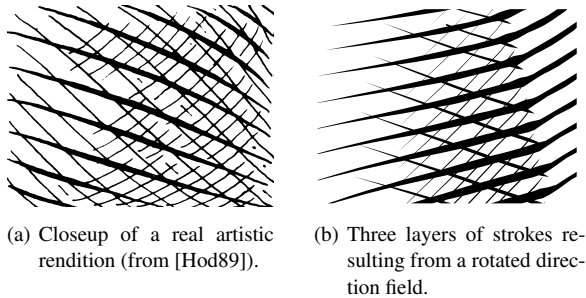 (a) Closeup of a real artistic
rendition (from [Hod89]).
(b) Three layers of strokes re-
sulting from a rotated direc-
tion field.